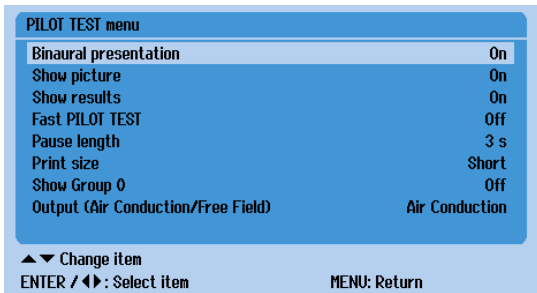 PILOT TEST menu
Binaural presentation On
Show picture On
Show results On
Fast PILOT TEST Off
Pause length 3 s
Print size Short
Show Group 0 Off
Output (Air Conduction/Free Field) Air Conduction
▲▼ Change item
ENTER / ◀▶: Select item MENU: Return